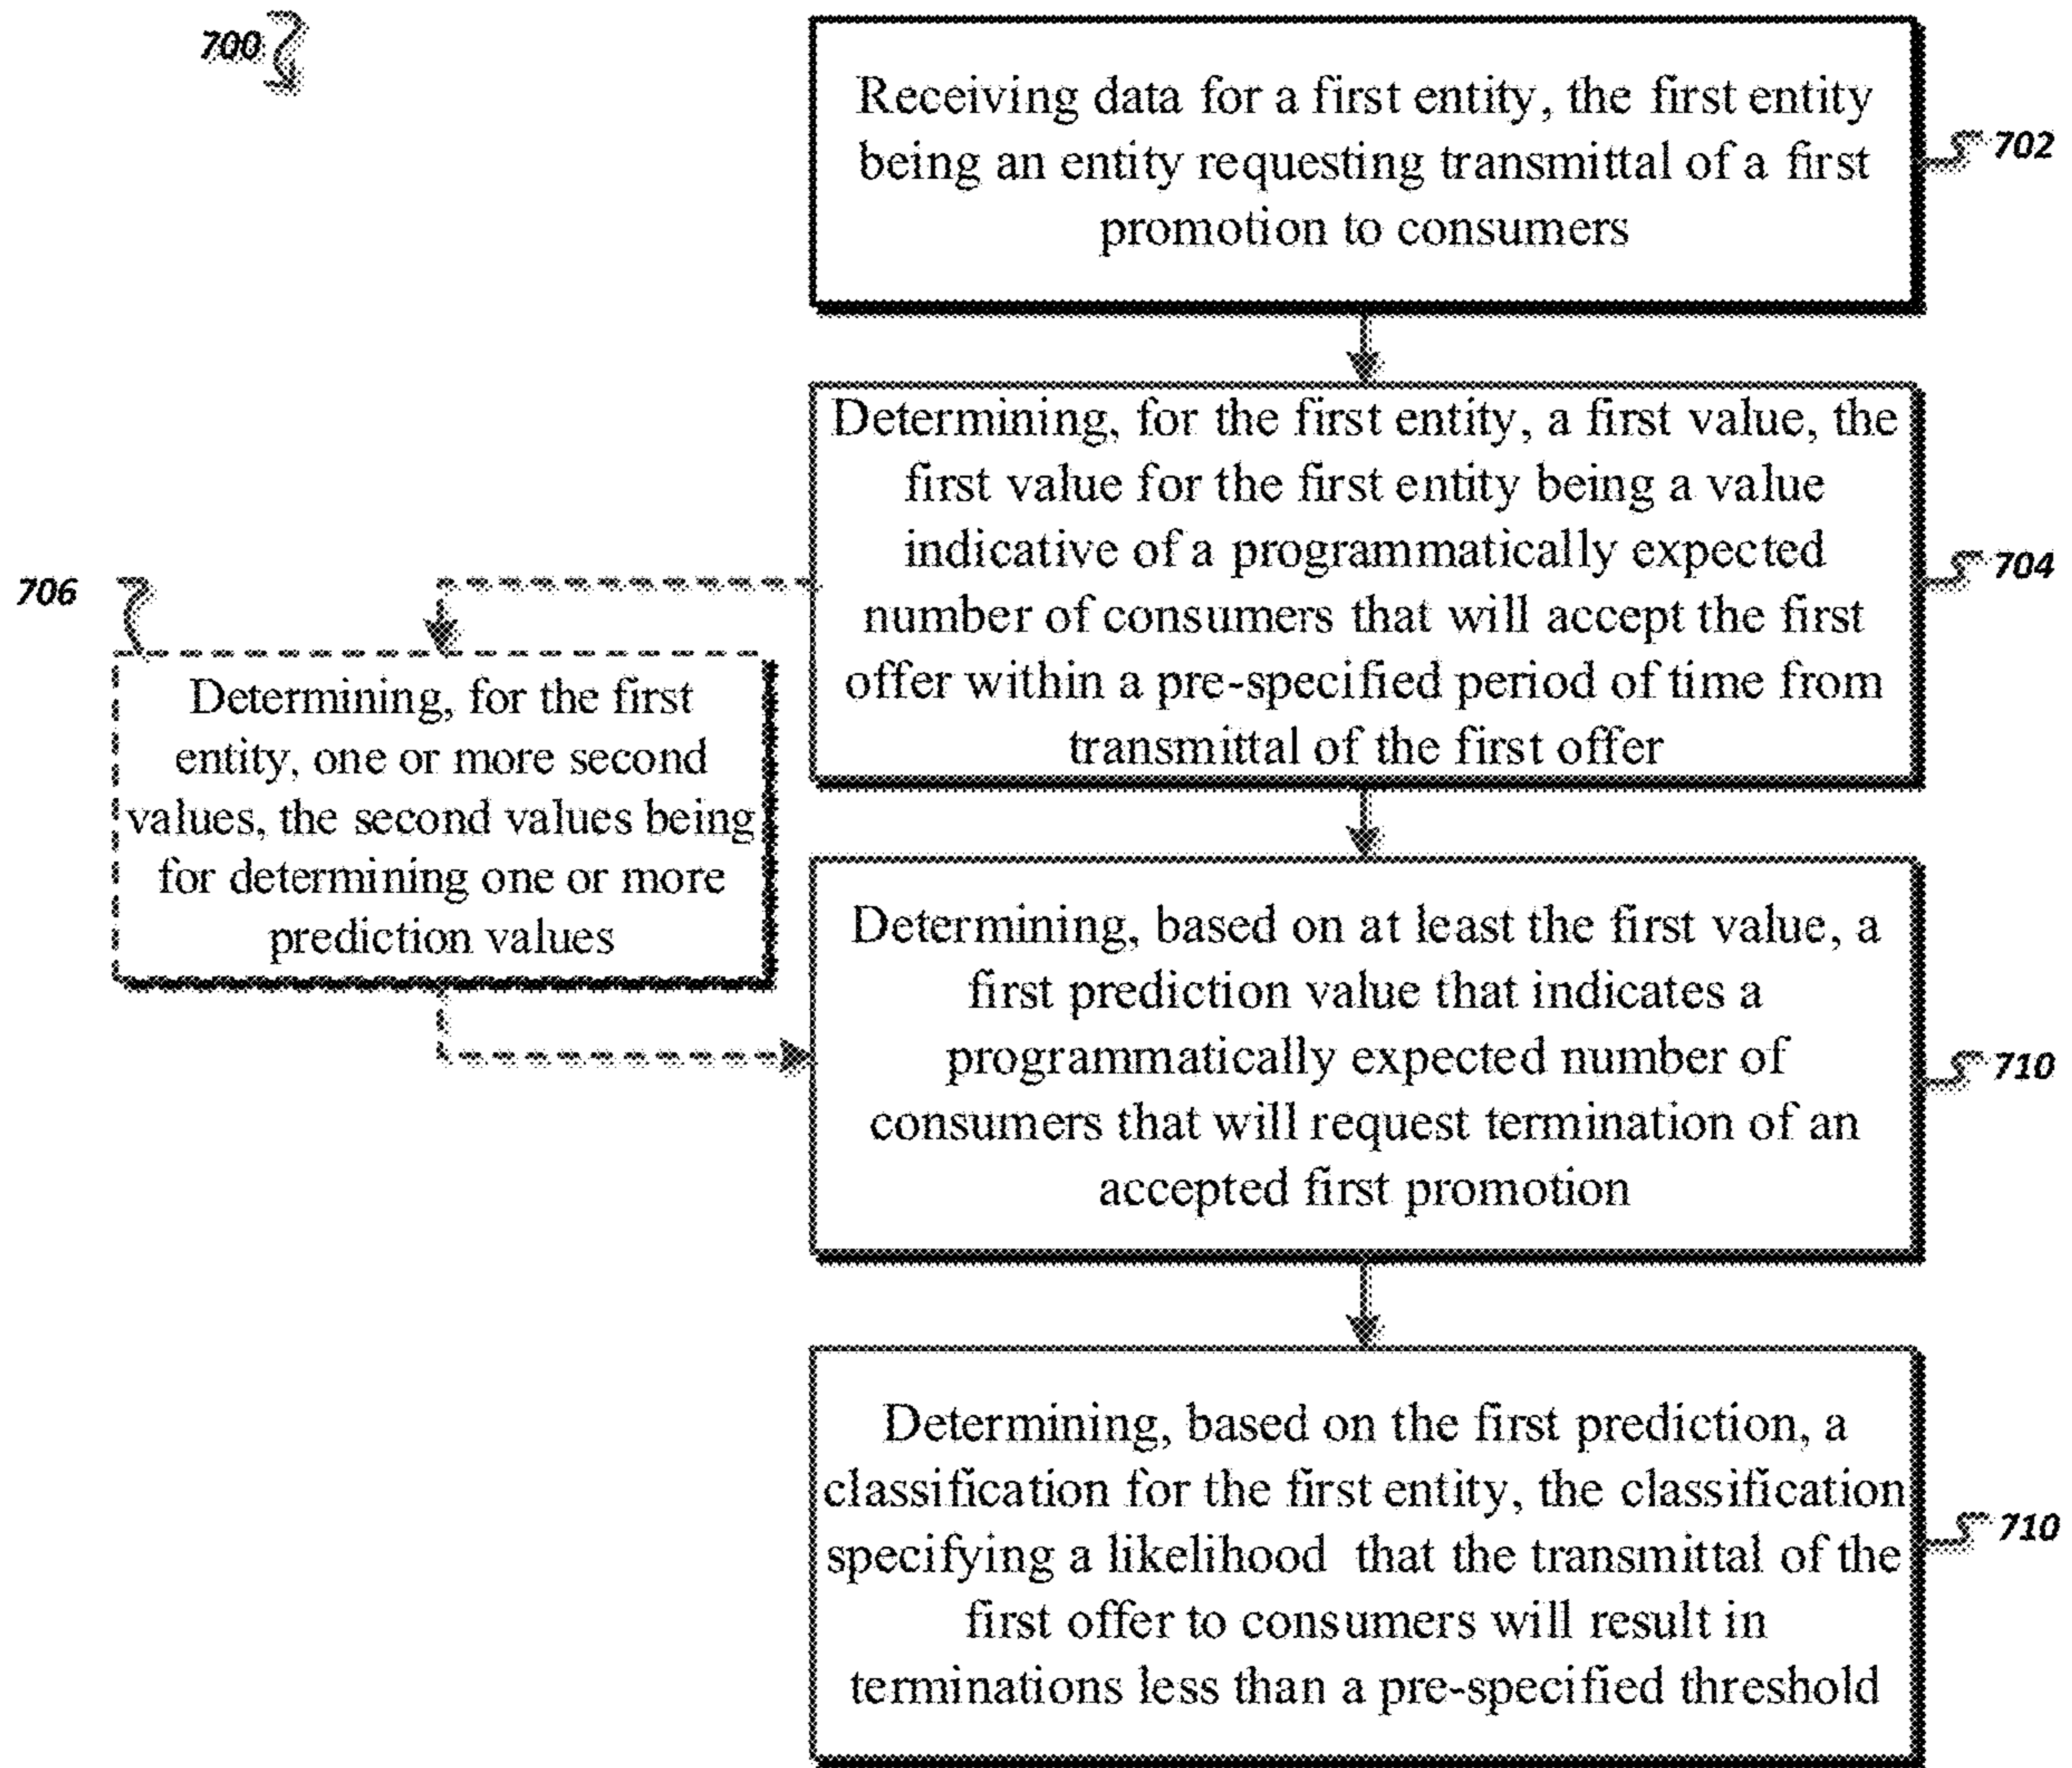 700
Receiving data for a first entity, the first entity
being an entity requesting transmittal of a first
promotion to consumers
702
Determining, for the first entity, a first value, the
first value for the first entity being a value
indicative of a programmatically expected
number of consumers that will accept the first
offer within a pre-specified period of time from
transmittal of the first offer
704
706
Determining, for the first
entity, one or more second
values, the second values being
for determining one or more
prediction values
Determining, based on at least the first value, a
first prediction value that indicates a
programmatically expected number of
consumers that will request termination of an
accepted first promotion
710
Determining, based on the first prediction, a
classification for the first entity, the classification
specifying a likelihood that the transmittal of the
first offer to consumers will result in
terminations less than a pre-specified threshold
710